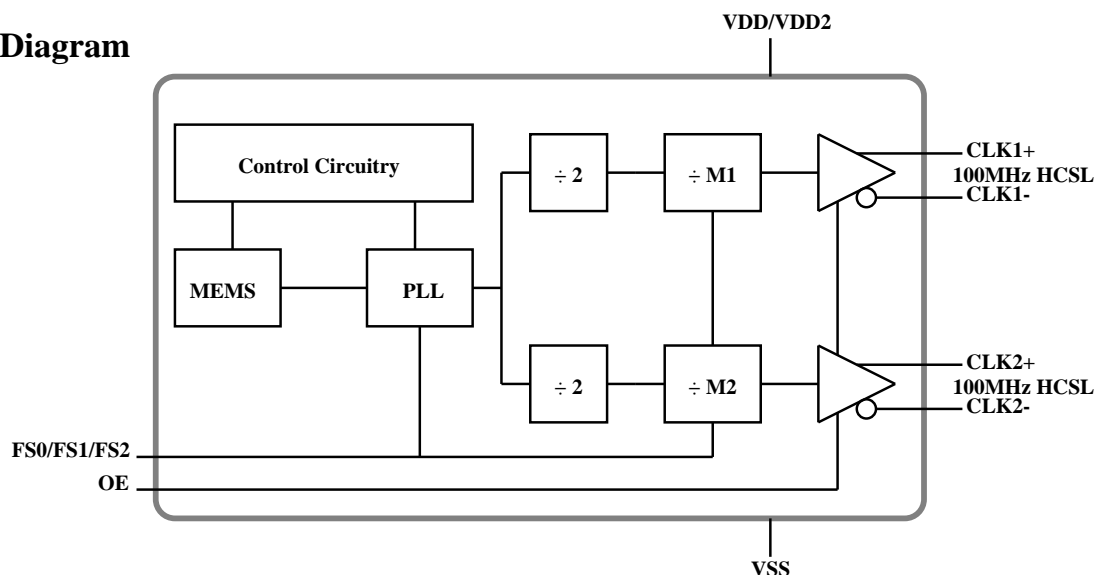 VDD/VDD2
Diagram
Control Circuitry
÷ 2
÷ M1
CLK1+
100MHz HCSL
CLK1-
MEMS
PLL
÷ 2
÷ M2
CLK2+
100MHz HCSL
CLK2-
FS0/FS1/FS2
OE
VSS